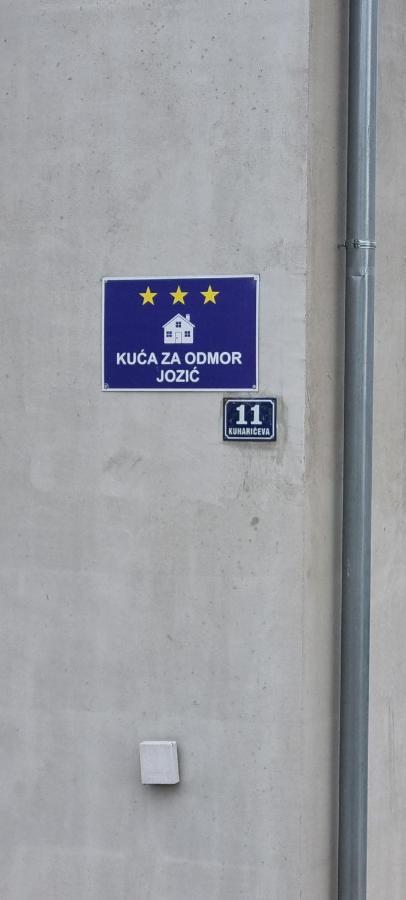 KUĆA ZA ODMOR
JOZIĆ
11
KUHARIĆEVA